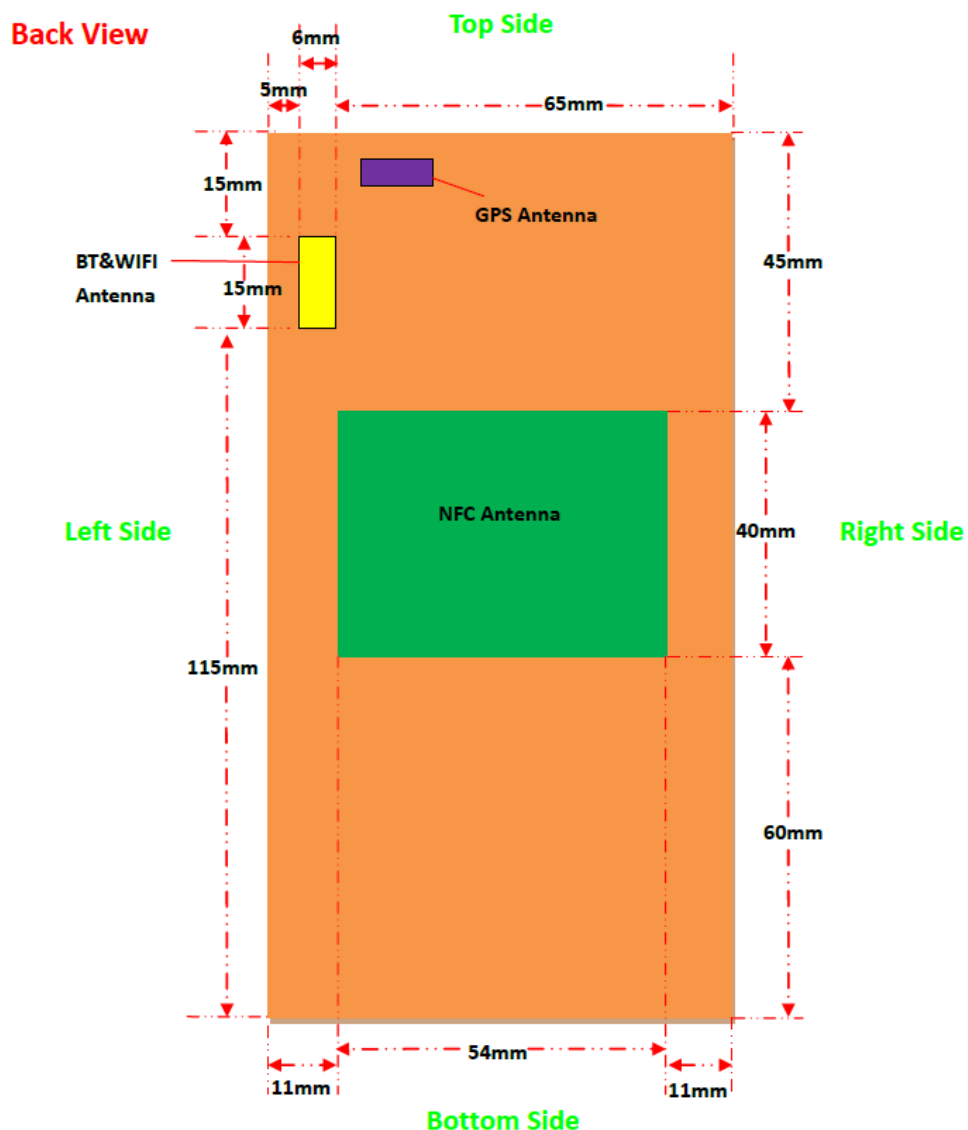 Back View
Top Side
6mm
5mm
65mm
15mm
GPS Antenna
BT&WIFI
Antenna
45mm
15mm
NFC Antenna
Left Side
40mm
Right Side
115mm
60mm
54mm
11mm
11mm
Bottom Side